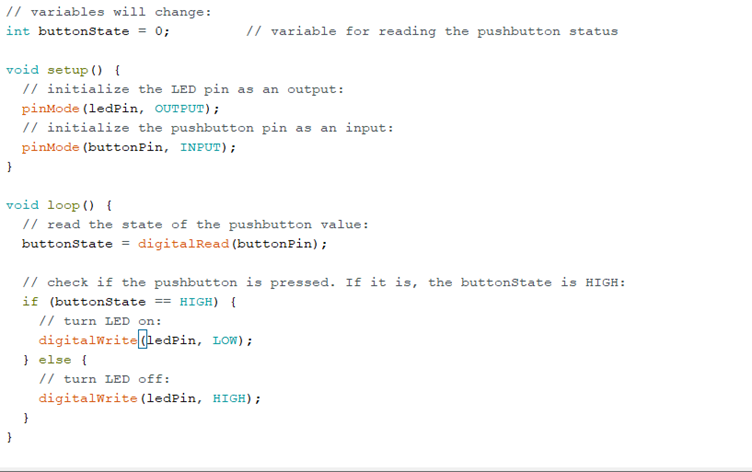 // variables will change:
int buttonState = 0;         // variable for reading the pushbutton status

void setup() {
  // initialize the LED pin as an output:
  pinMode(ledPin, OUTPUT);
  // initialize the pushbutton pin as an input:
  pinMode(buttonPin, INPUT);
}

void loop() {
  // read the state of the pushbutton value:
  buttonState = digitalRead(buttonPin);

  // check if the pushbutton is pressed. If it is, the buttonState is HIGH:
  if (buttonState == HIGH) {
    // turn LED on:
    digitalWrite(ledPin, LOW);
  } else {
    // turn LED off:
    digitalWrite(ledPin, HIGH);
  }
}